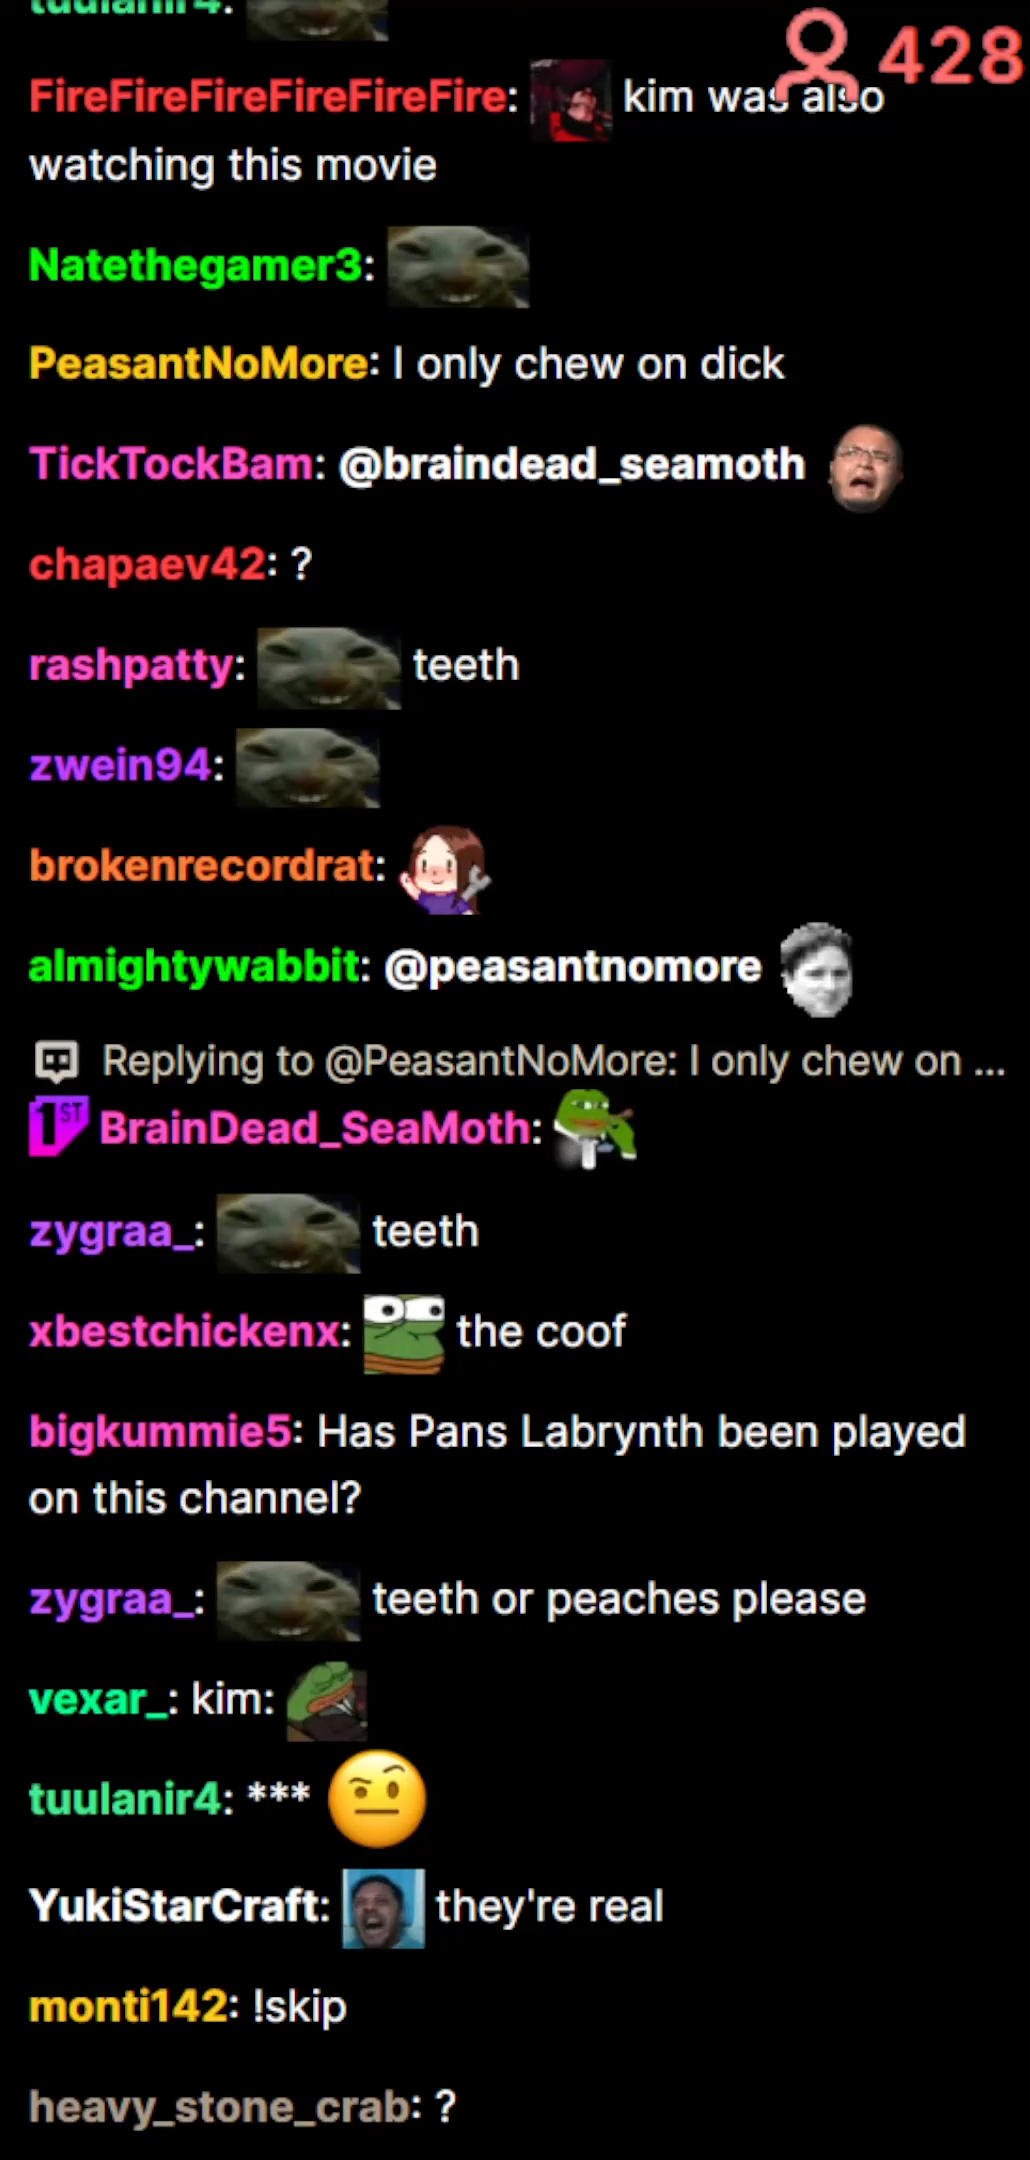 tuulanir4:
428
FireFireFireFireFireFire: kim was also
watching this movie
Natethegamer3:
PeasantNoMore: I only chew on dick
TickTockBam: @braindead_seamoth
chapaev42: ?
rashpatty: teeth
zwein94:
brokenrecordrat:
almightywabbit: @peasantnomore
Replying to @PeasantNoMore: I only chew on ...
1ST BrainDead_SeaMoth:
zygraa_: teeth
xbestchickenx: the coof
bigkummie5: Has Pans Labrynth been played
on this channel?
zygraa_: teeth or peaches please
vexar_: kim:
tuulanir4: ***
YukiStarCraft: they're real
monti142: !skip
heavy_stone_crab: ?